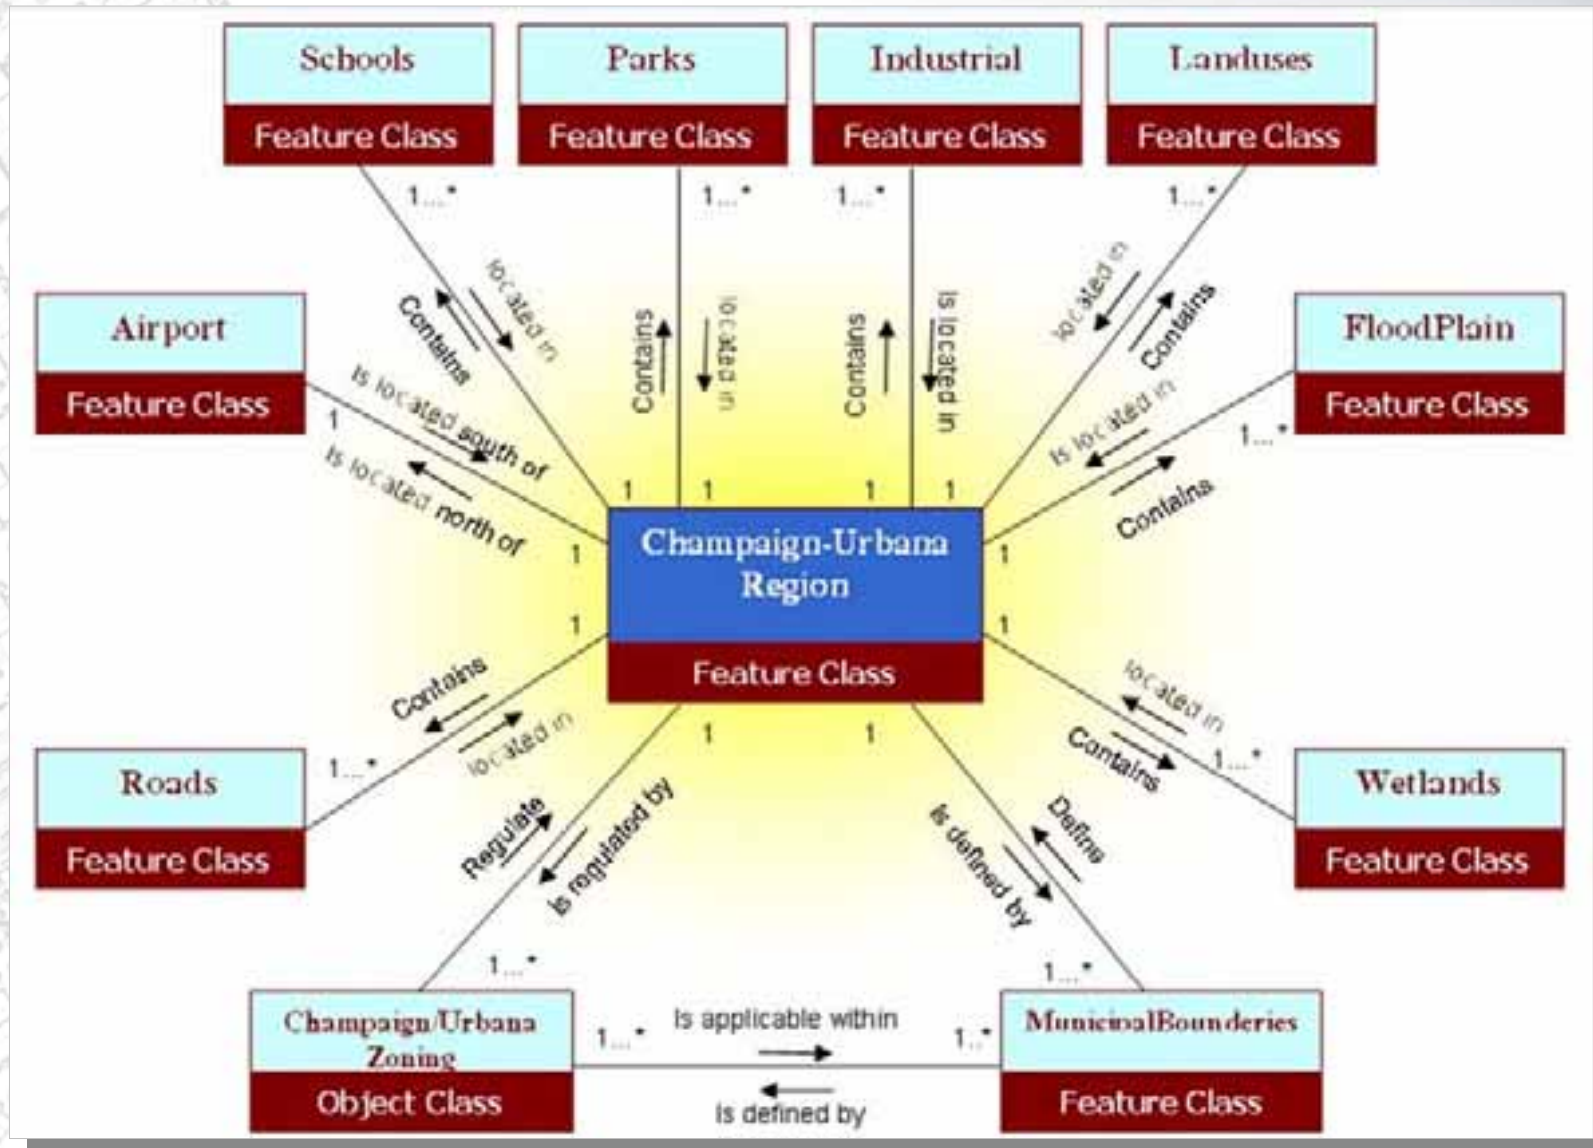 Schools
Feature Class
Parks
Feature Class
Industrial
Feature Class
Landuses
Feature Class
1...*
1...*
1...*
1...*
located in
Contains
Contains
located in
Contains
Is located in
located in
Contains
Airport
Feature Class
1
Is located south of
Is located north of
FloodPlain
Feature Class
1...*
Is located in
Contains
1
1
1
1
1
1
Champaign-Urbana
Region
Feature Class
1
1
1
1
Contains
located in
1...*
Roads
Feature Class
located in
Contains
1...*
Wetlands
Feature Class
Regulate
Is regulated by
1...*
Is defined by
Define
1...*
Champaign/Urbana
Zoning
Object Class
1...*
Is applicable within
1..*
Is defined by
MunicipalBounderies
Feature Class